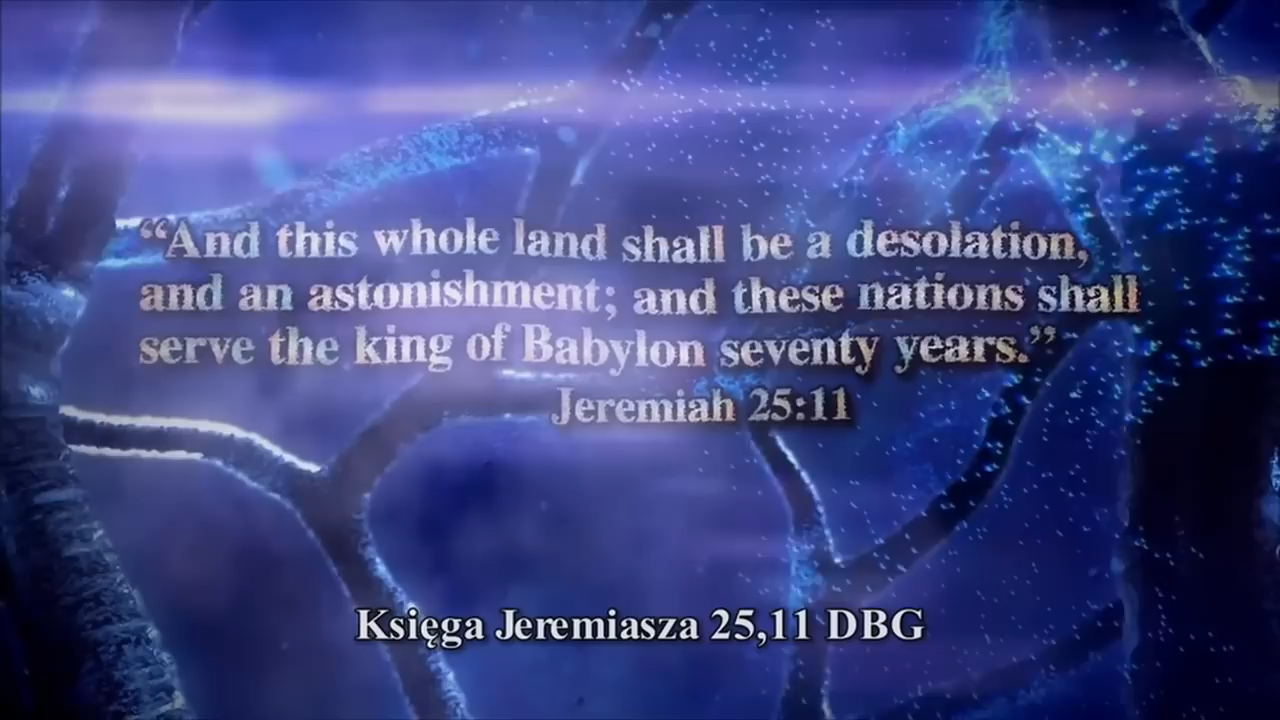 “And this whole land shall be a desolation,
and an astonishment; and these nations shall
serve the king of Babylon seventy years.”
Jeremiah 25:11
Księga Jeremiasza 25,11 DBG